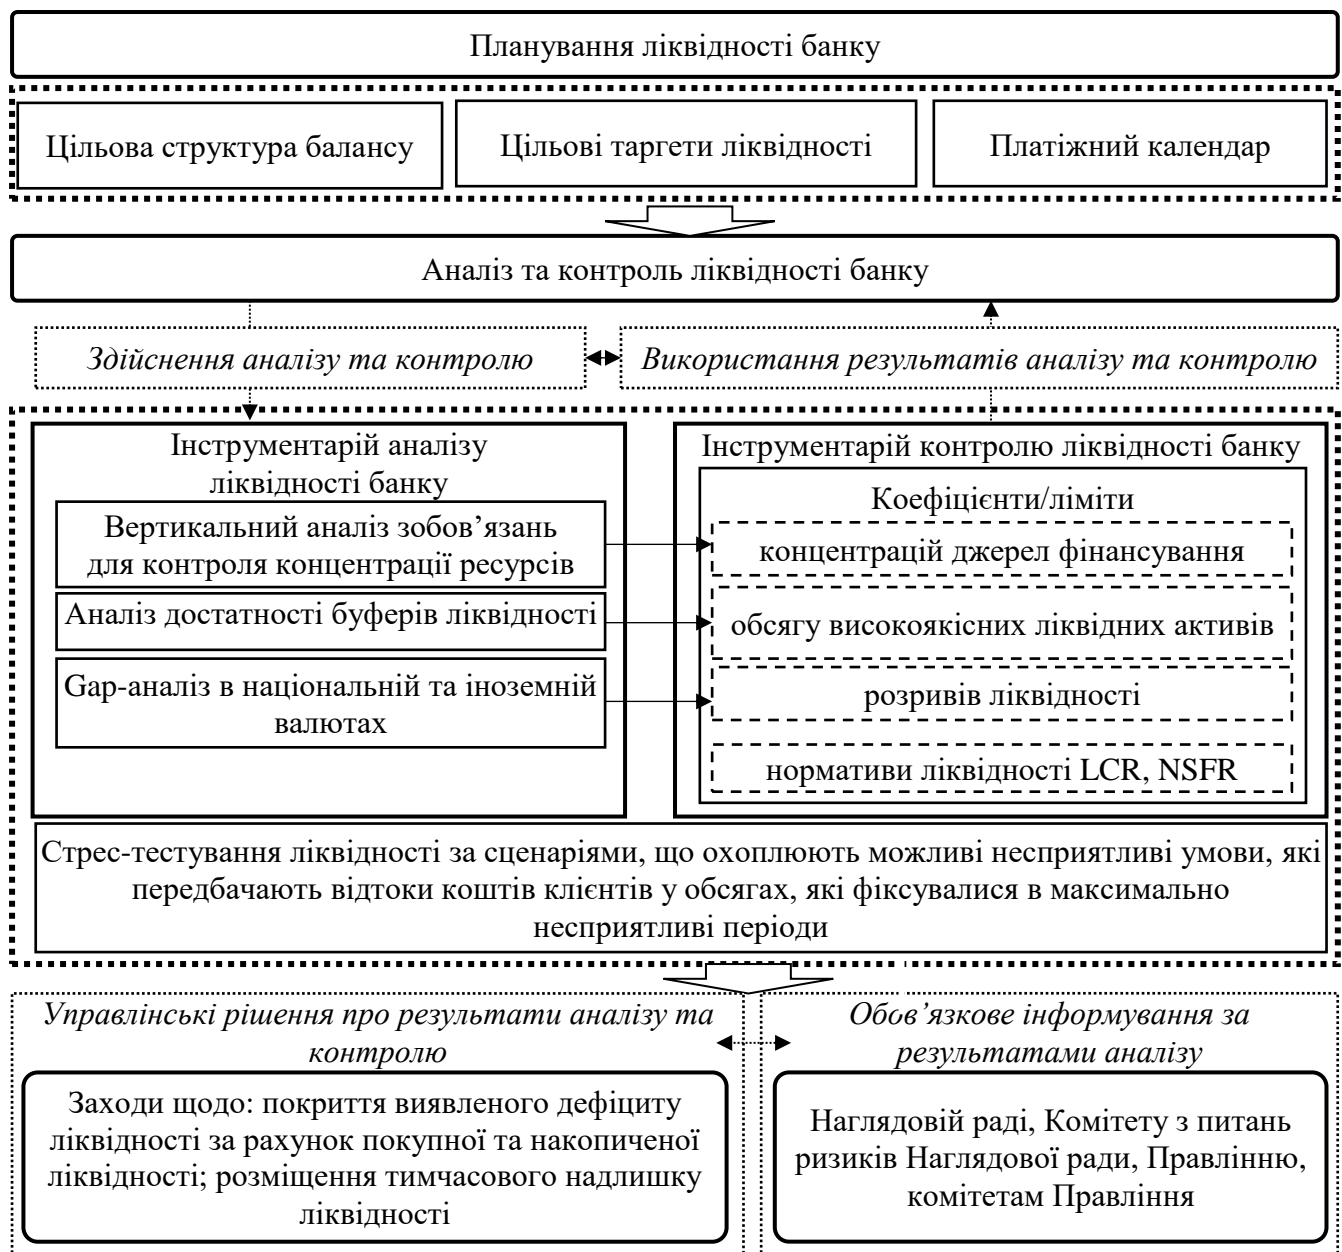 Планування ліквідності банку
Цільова структура балансу
Цільові таргети ліквідності
Платіжний календар
Аналіз та контроль ліквідності банку
Здійснення аналізу та контролю
Використання результатів аналізу та контролю
Інструментарій аналізу
ліквідності банку
Вертикальний аналіз зобов’язань
для контроля концентрації ресурсів
Аналіз достатності буферів ліквідності
Gap-аналіз в національній та іноземній
валютах
Інструментарій контролю ліквідності банку
Коефіцієнти/ліміти
концентрацій джерел фінансування
обсягу високоякісних ліквідних активів
розривів ліквідності
нормативи ліквідності LCR, NSFR
Стрес-тестування ліквідності за сценаріями, що охоплюють можливі несприятливі умови, які
передбачають відтоки коштів клієнтів у обсягах, які фіксувалися в максимально
несприятливі періоди
Управлінські рішення про результати аналізу та
контролю
Заходи щодо: покриття виявленого дефіциту
ліквідності за рахунок покупної та накопиченої
ліквідності; розміщення тимчасового надлишку
ліквідності
Обов’язкове інформування за
результатами аналізу
Наглядовій раді, Комітету з питань
ризиків Наглядової ради, Правлінню,
комітетам Правління